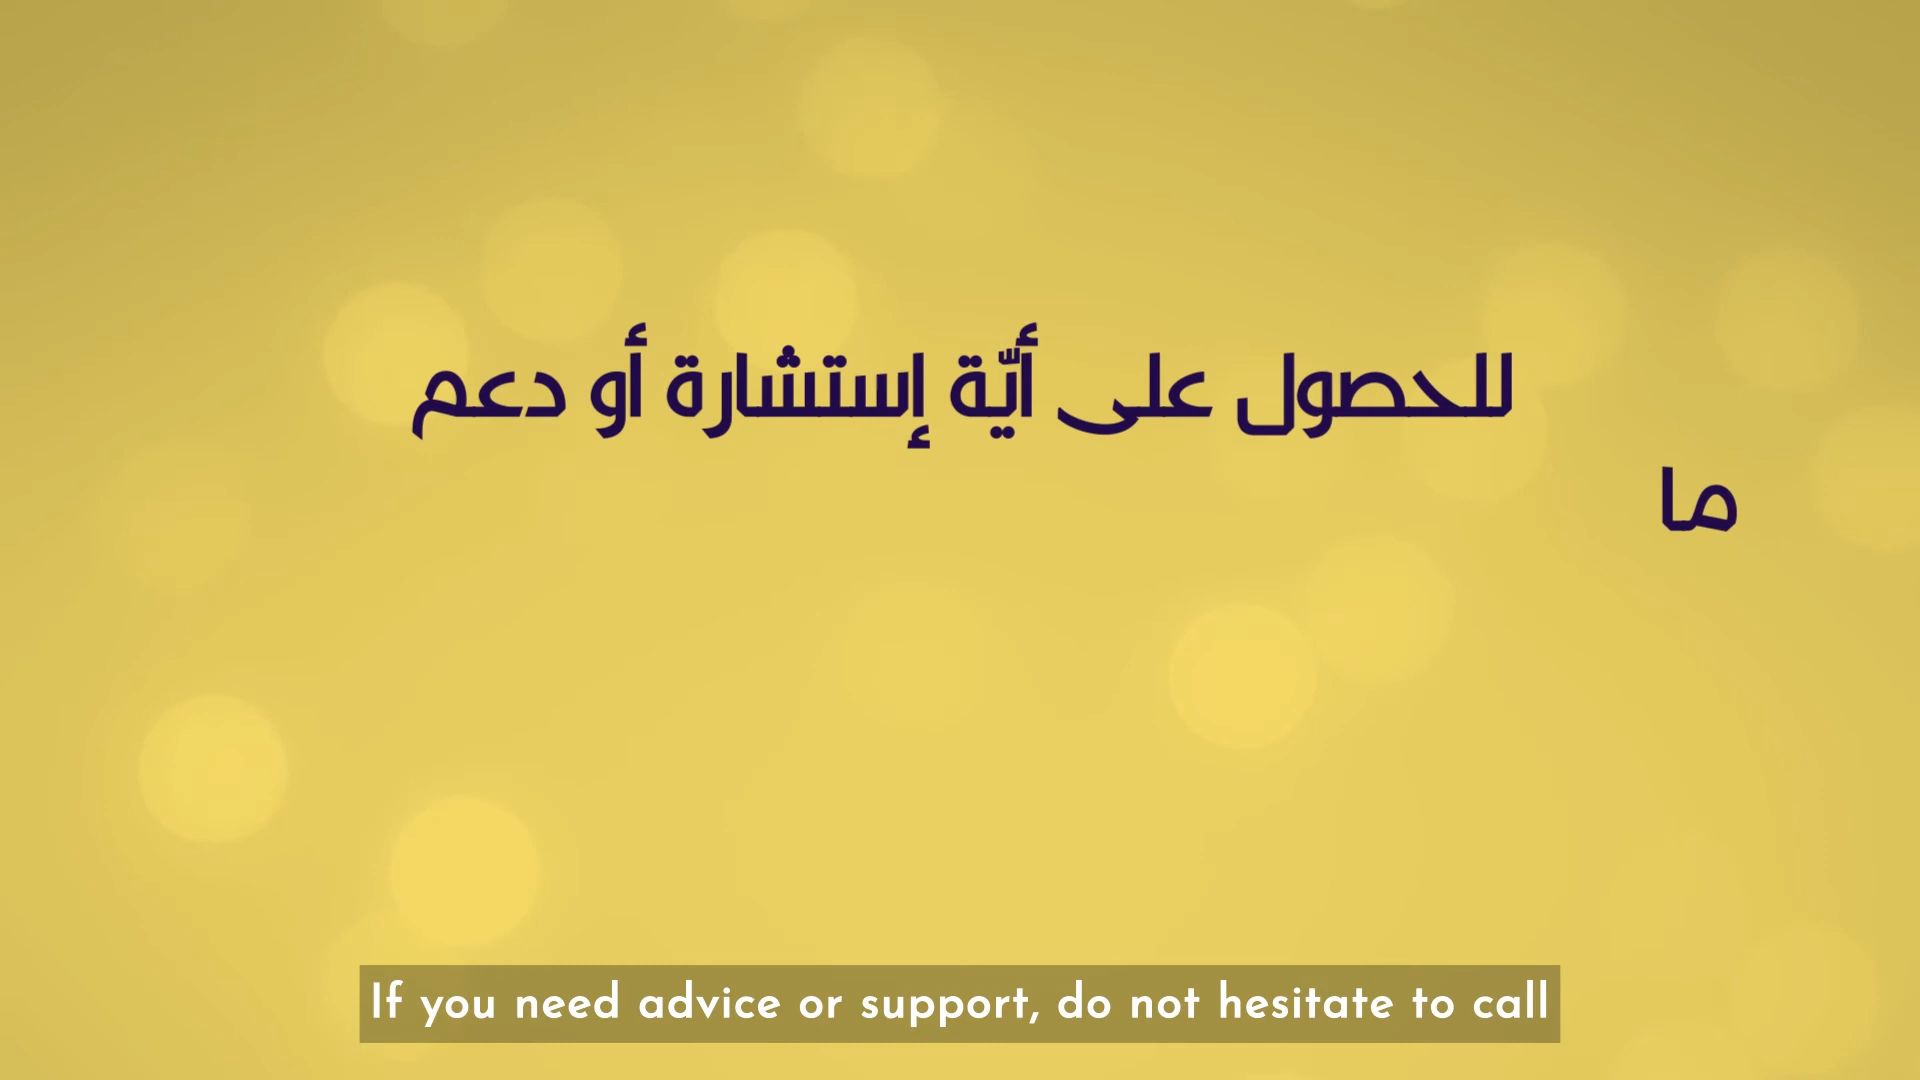 للحصول على أيّة إستشارة أو دعم
ما
If you need advice or support, do not hesitate to call